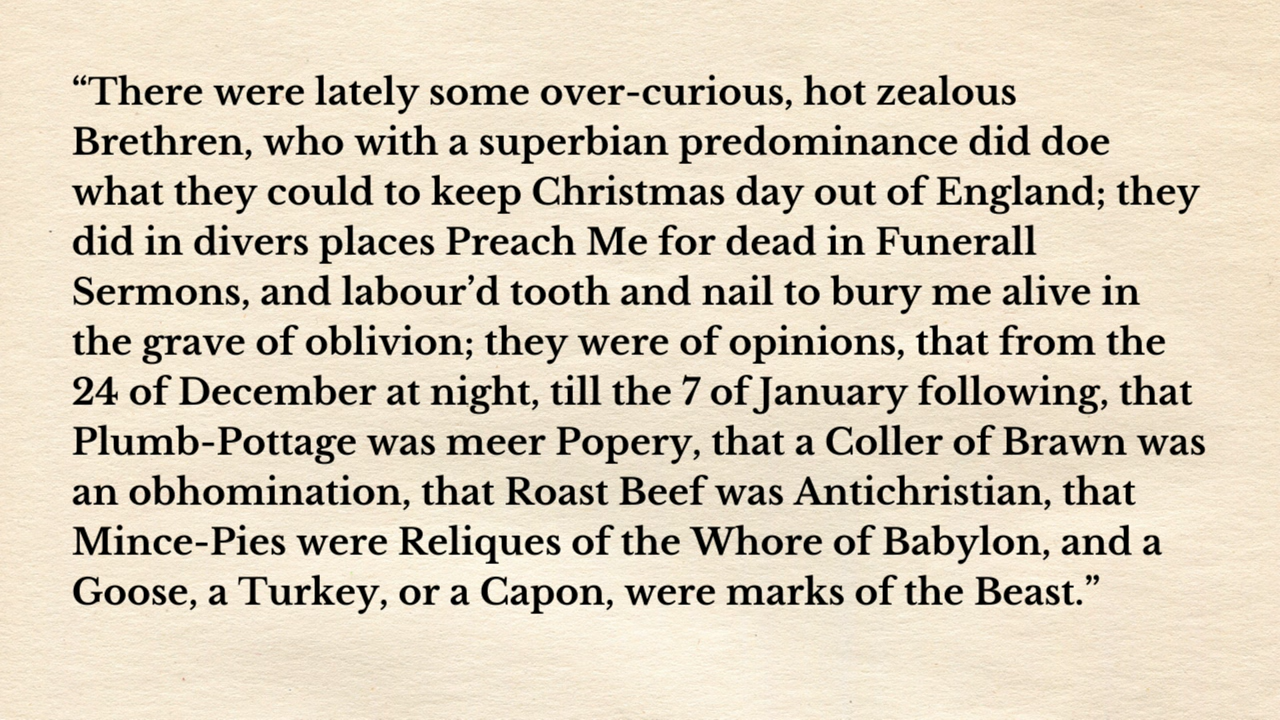 “There were lately some over-curious, hot zealous
Brethren, who with a superbian predominance did doe
what they could to keep Christmas day out of England; they
did in divers places Preach Me for dead in Funerall
Sermons, and labour’d tooth and nail to bury me alive in
the grave of oblivion; they were of opinions, that from the
24 of December at night, till the 7 of January following, that
Plumb-Pottage was meer Popery, that a Coller of Brawn was
an obhomination, that Roast Beef was Antichristian, that
Mince-Pies were Reliques of the Whore of Babylon, and a
Goose, a Turkey, or a Capon, were marks of the Beast.”